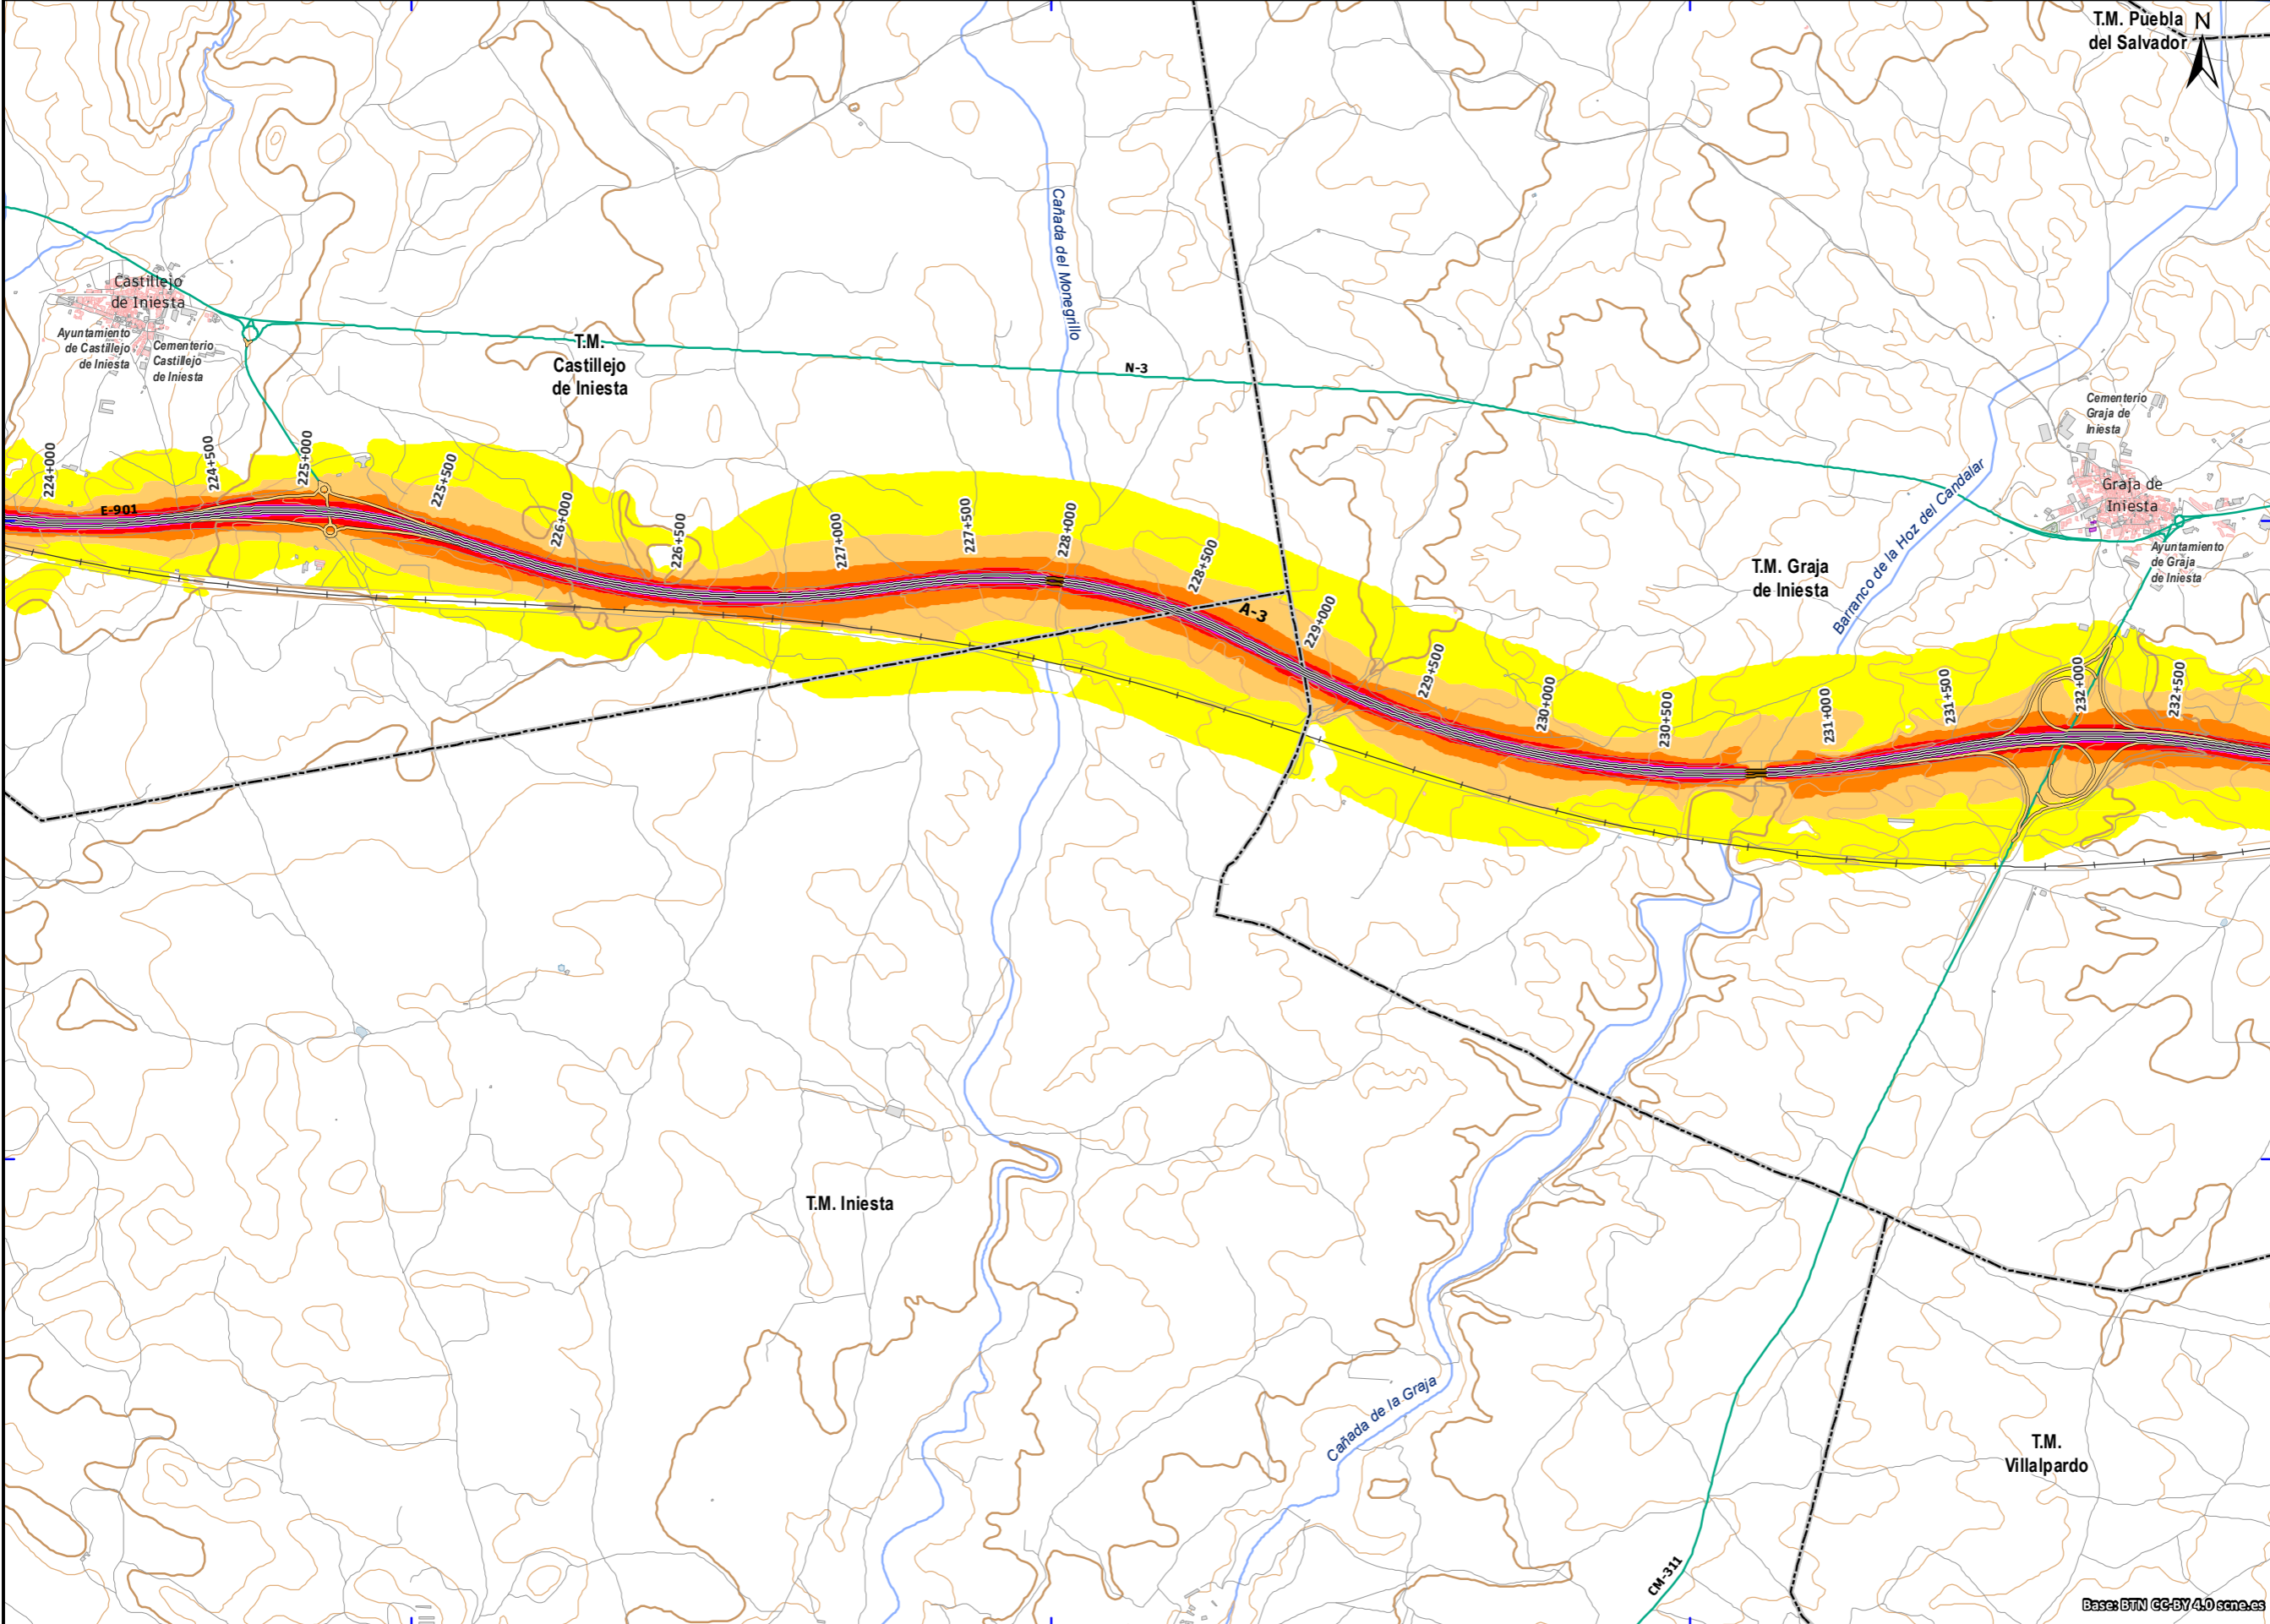 T.M. Puebla
del Salvador
N
Cañada del Monegrillo
Castillejo
de Iniesta
Ayuntamiento
de Castillejo
de Iniesta
Cementerio
Castillejo
de Iniesta
T.M.
Castillejo
de Iniesta
N-3
Cementerio
Graja de
Iniesta
Graja de
Iniesta
Ayuntamiento
de Graja
de Iniesta
Barranco de la Hoz del Candalar
T.M. Graja
de Iniesta
224+000
224+500
225+000
225+500
226+000
226+500
227+000
227+500
228+000
228+500
229+000
229+500
230+000
230+500
231+000
231+500
232+000
232+500
E-901
A-3
T.M. Iniesta
Cañada de la Graja
T.M.
Villalpardo
CM-311
Base: BTN CC-BY 4.0 scne.es